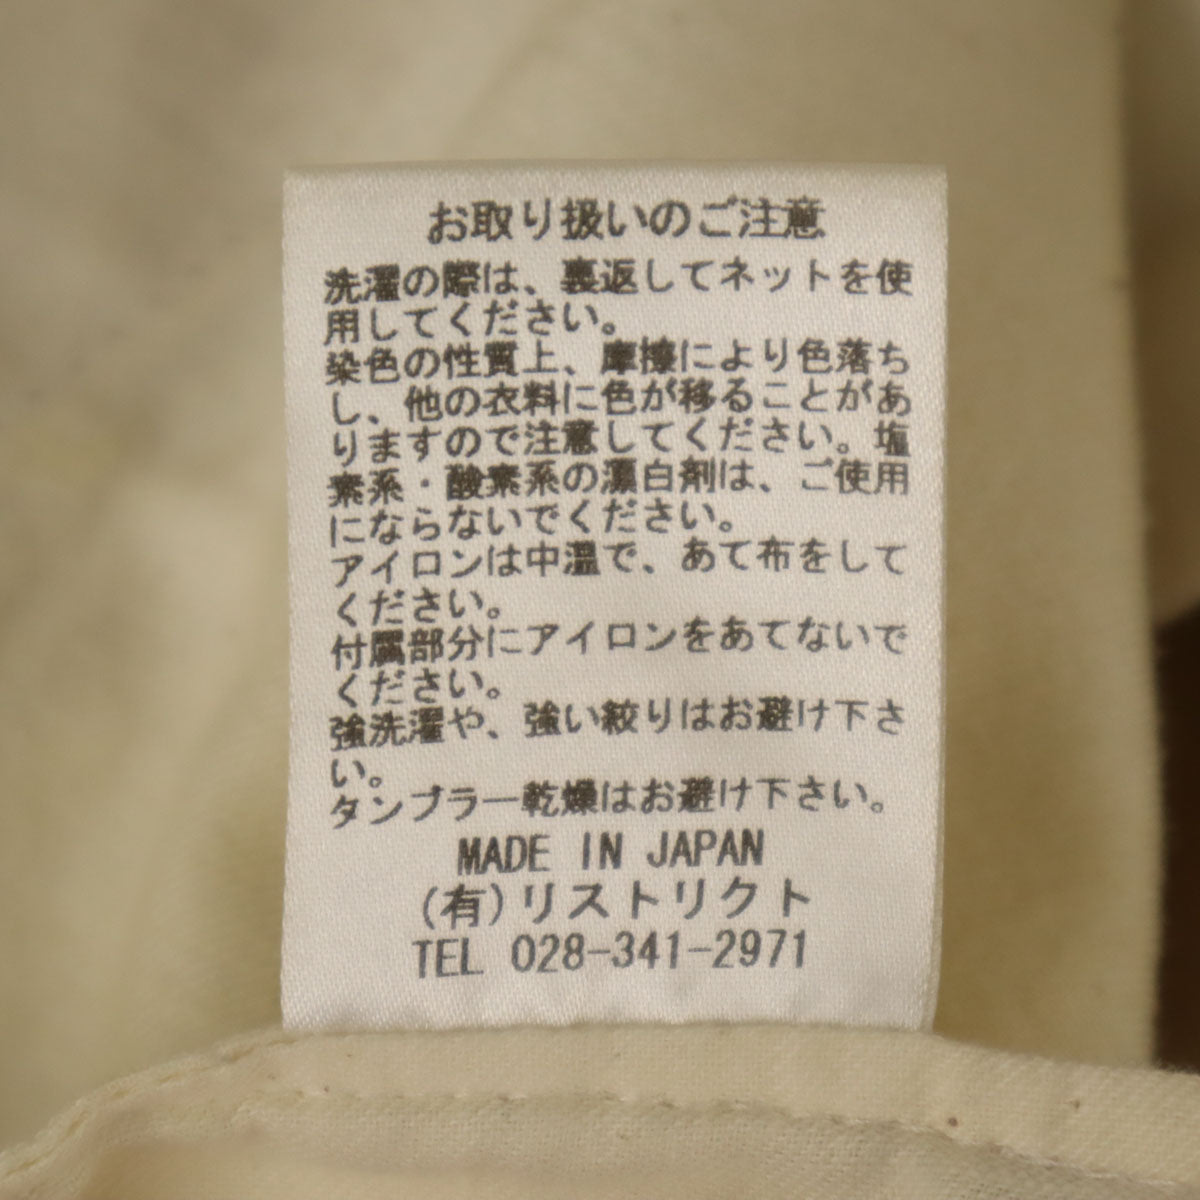 お取り扱いのご注意
洗濯の際は、裏返してネットを使
用してください。
染色の性質上、摩擦により色落ち
し、他の衣料に色が移ることがあ
りますので注意してください。塩
素系・酸素系の漂白剤は、ご使用
にならないでください。
アイロンは中温で、あて布をして
ください。
付属部分にアイロンをあてないで
ください。
強洗濯や、強い絞りはお避け下さ
い。
タンブラー乾燥はお避け下さい。
MADE IN JAPAN
(有)リストリクト
TEL 028-341-2971